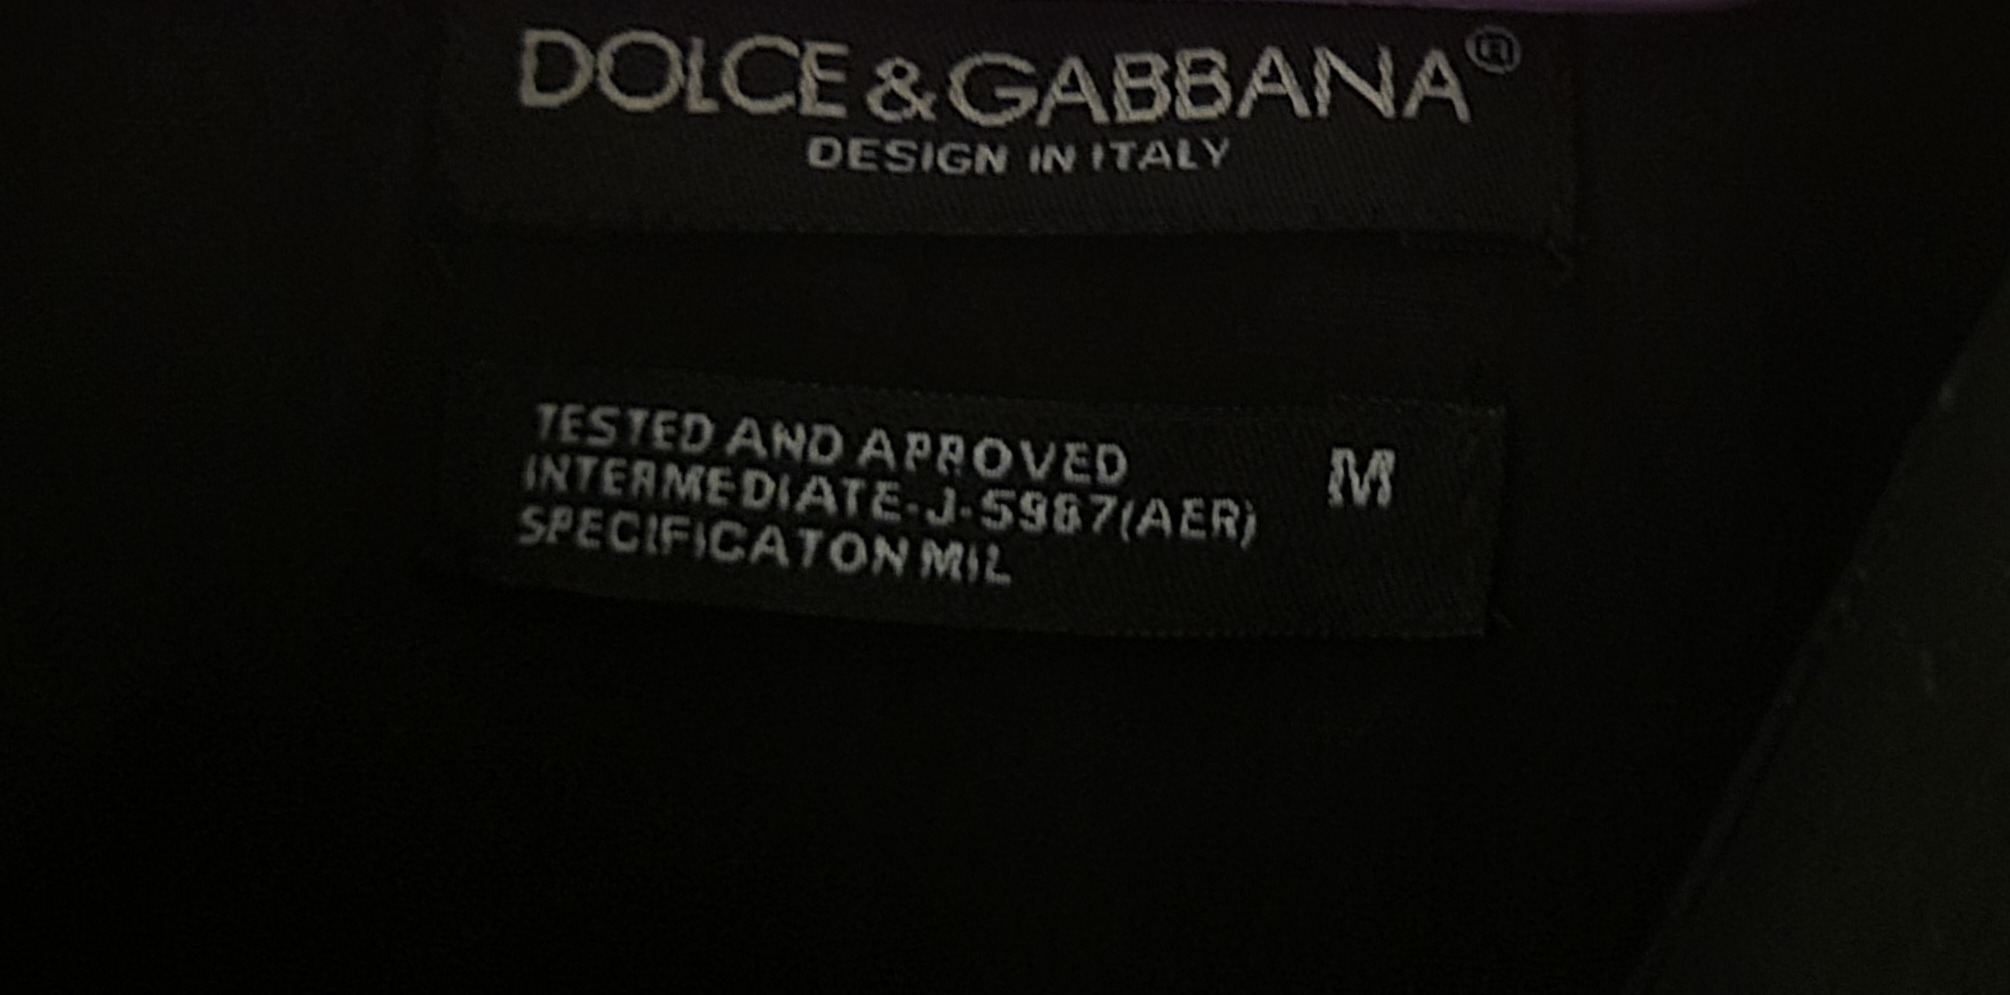 DOLCE & GABBANA®
DESIGN IN ITALY
TESTED AND APROVED
INTERMEDIATE-J-5987(AER)
SPECIFICATON MIL
M